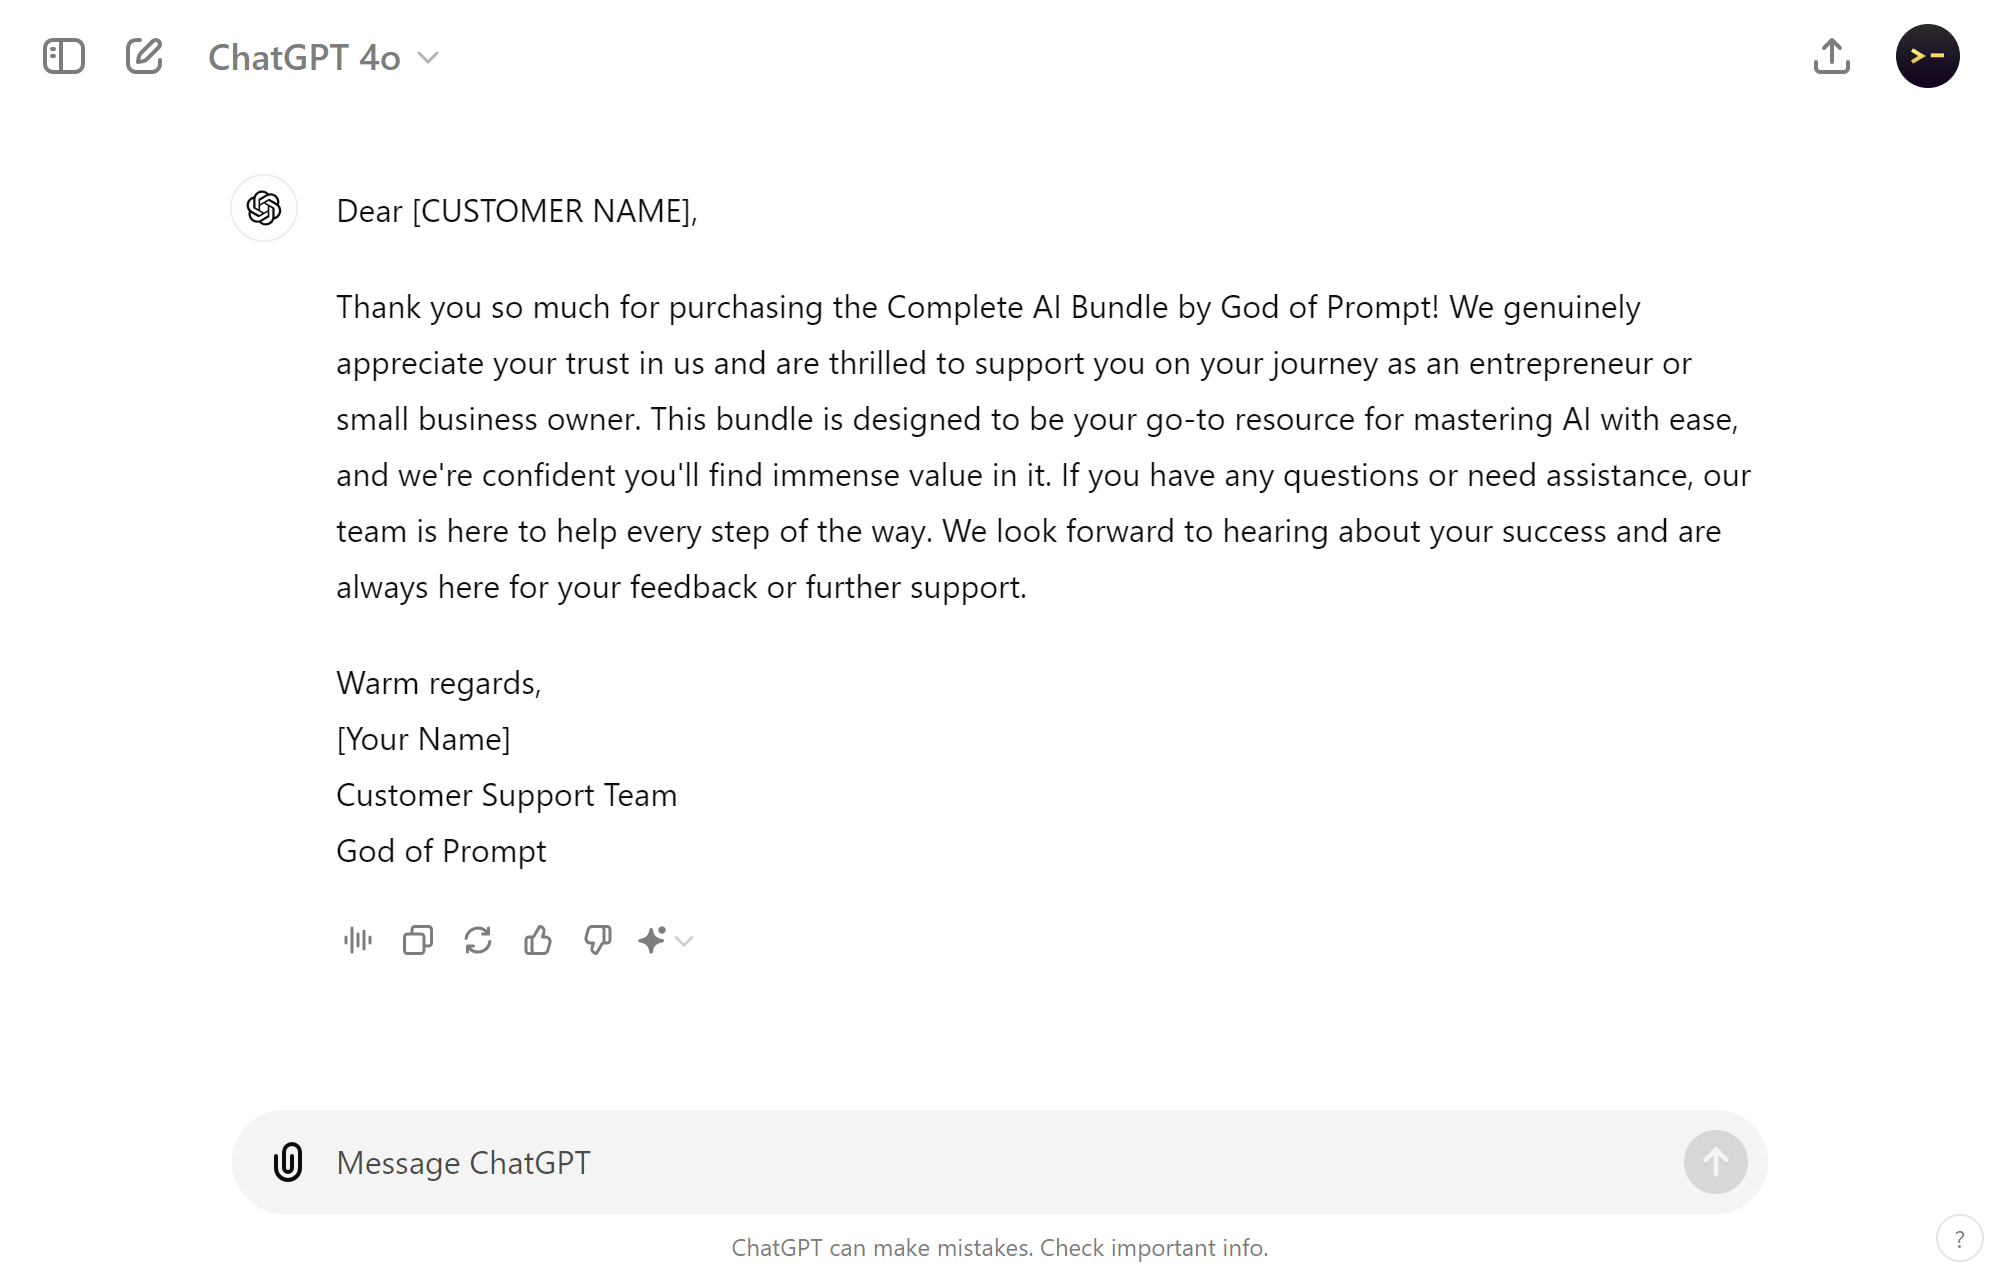 ChatGPT 4o
Dear [CUSTOMER NAME],
Thank you so much for purchasing the Complete AI Bundle by God of Prompt! We genuinely
appreciate your trust in us and are thrilled to support you on your journey as an entrepreneur or
small business owner. This bundle is designed to be your go-to resource for mastering AI with ease,
and we're confident you'll find immense value in it. If you have any questions or need assistance, our
team is here to help every step of the way. We look forward to hearing about your success and are
always here for your feedback or further support.
Warm regards,
[Your Name]
Customer Support Team
God of Prompt
Message ChatGPT
ChatGPT can make mistakes. Check important info.
?